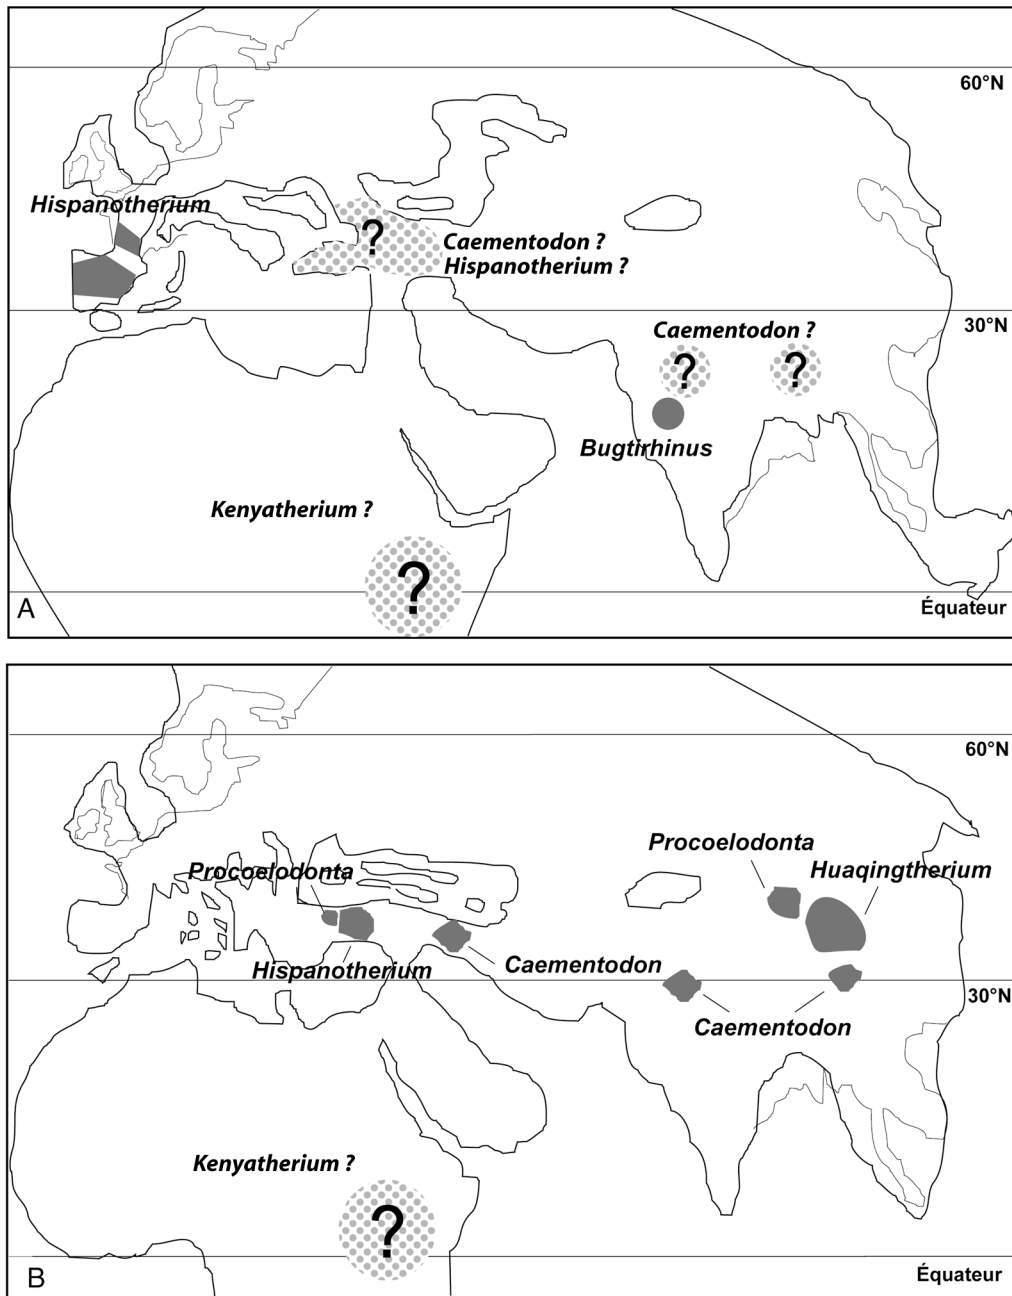 60°N
Hispanotherium
?
Caementodon ?
Hispanotherium ?
30°N
Caementodon ?
?
?
Bugtirhinus
Kenyatherium ?
?
A
Équateur
60°N
Procoelodonta
Huaqingtherium
Procoelodonta
Hispanotherium
Caementodon
30°N
Caementodon
Kenyatherium ?
?
B
Équateur